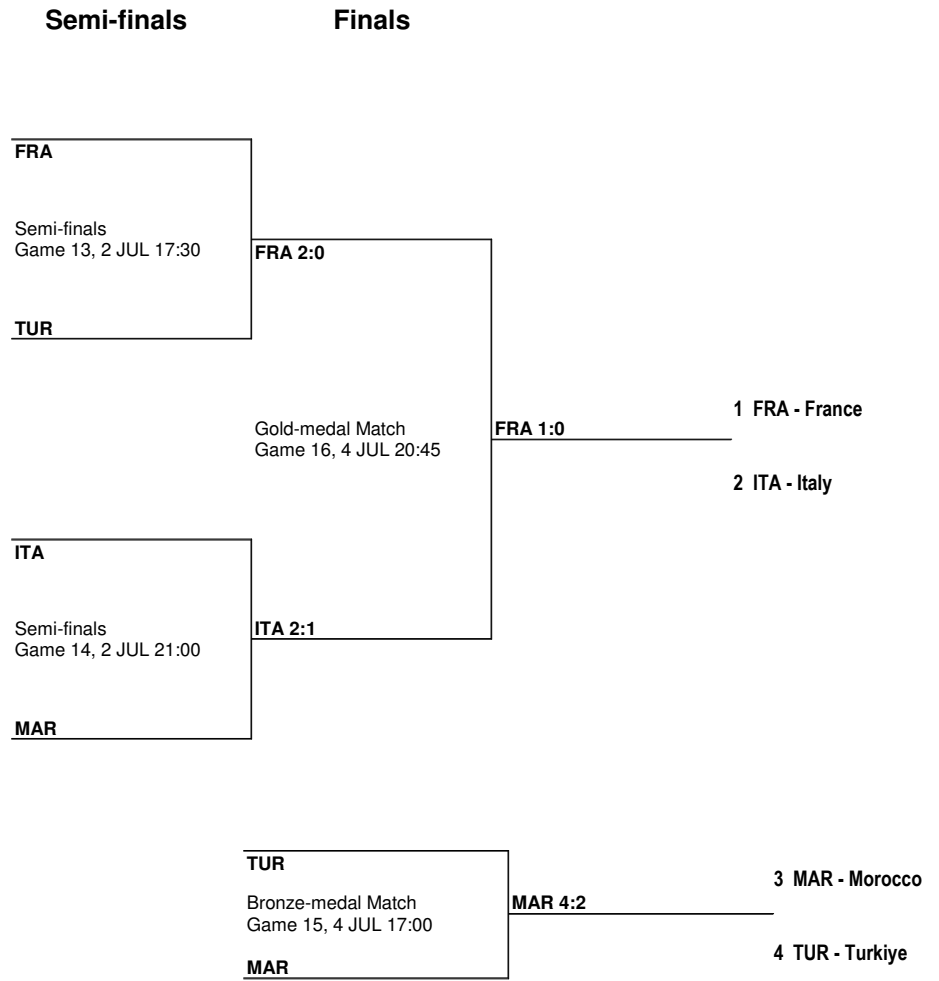 Semi-finals Finals
FRA
Semi-finals
Game 13, 2 JUL 17:30
FRA 2:0
TUR
1 FRA - France
Gold-medal Match
Game 16, 4 JUL 20:45
FRA 1:0
2 ITA - Italy
ITA
Semi-finals
Game 14, 2 JUL 21:00
ITA 2:1
MAR
TUR
3 MAR - Morocco
Bronze-medal Match
Game 15, 4 JUL 17:00
MAR 4:2
4 TUR - Turkiye
MAR